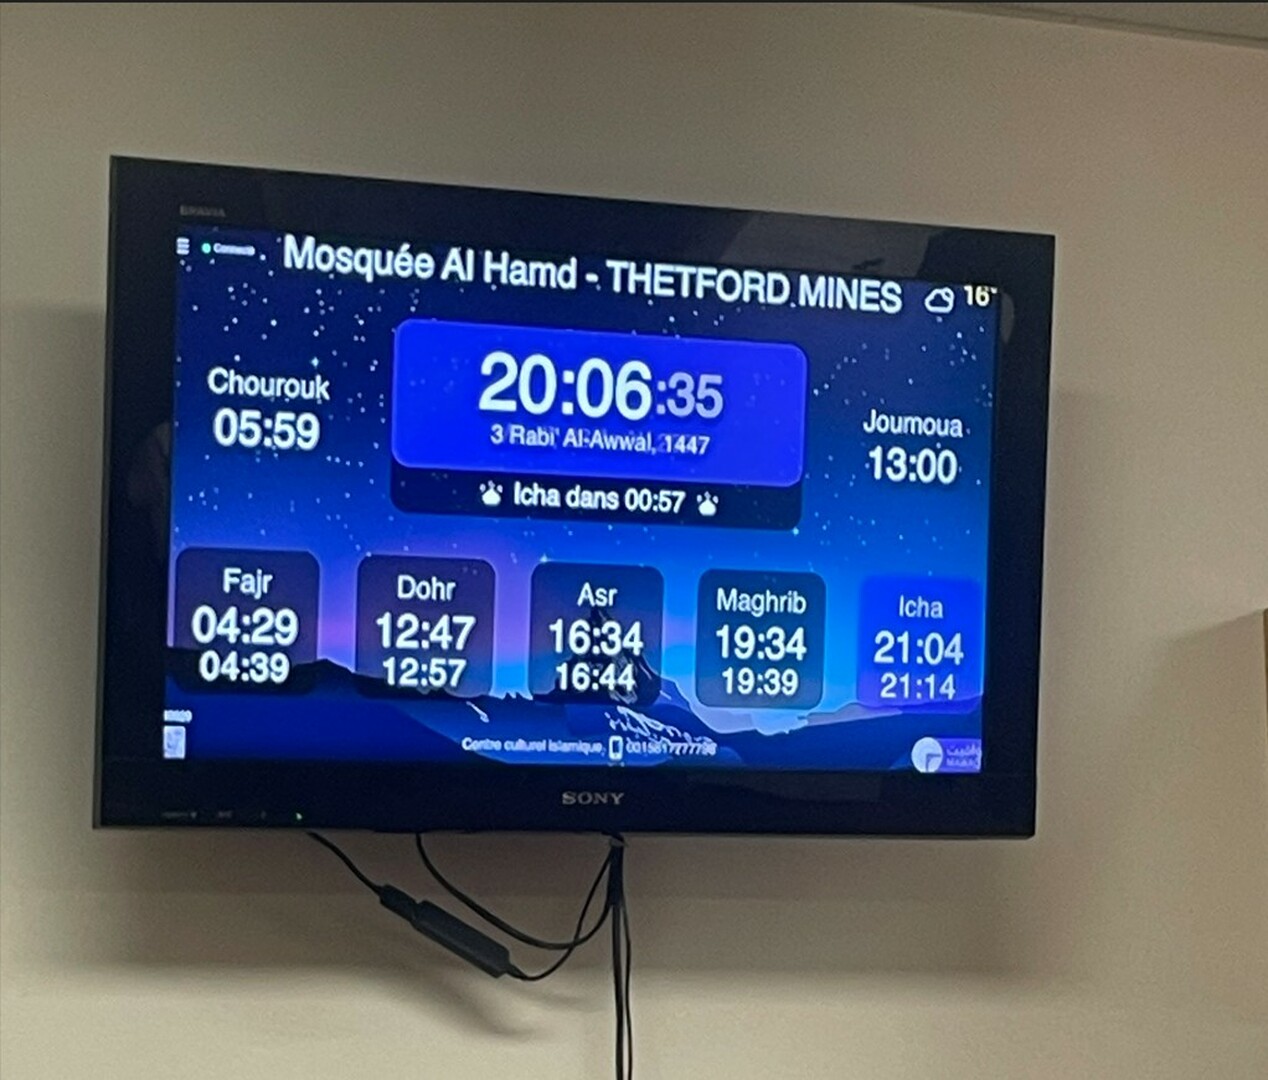 BRAVIA
Connecté
Mosquée Al Hamd - THETFORD MINES
16°
Chourouk
05:59
20:06:35
3 Rabi' Al-Awwal, 1447
Icha dans 00:57
Joumoua
13:00
Fajr
04:29
04:39
Dohr
12:47
12:57
Asr
16:34
16:44
Maghrib
19:34
19:39
Icha
21:04
21:14
Centre culturel islamique
SONY